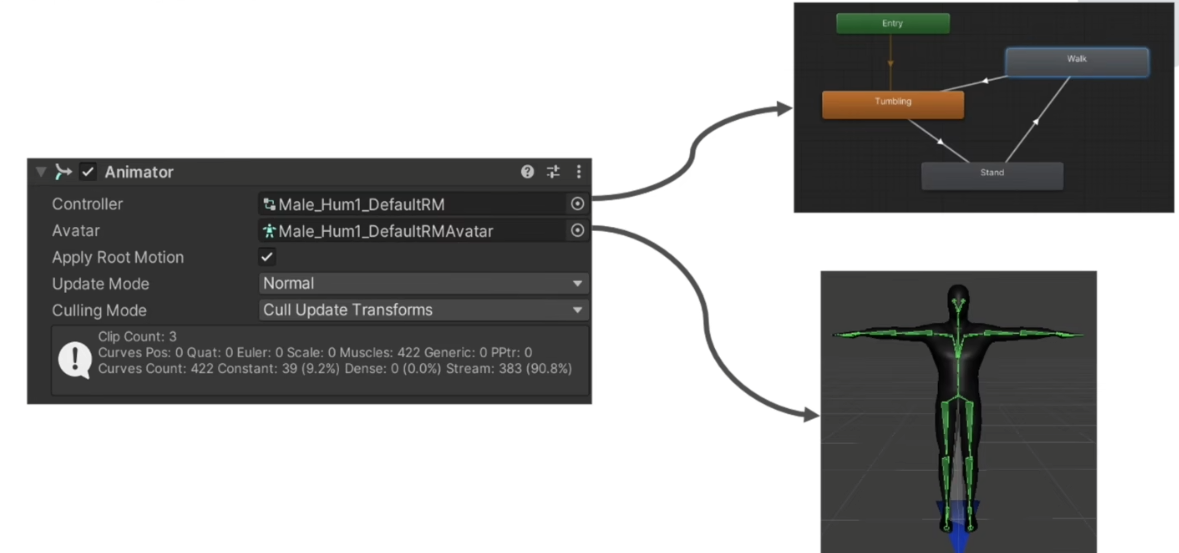 Animator
Controller
Male_Hum1_DefaultRM
Avatar
Male_Hum1_DefaultRMAvatar
Apply Root Motion
Update Mode
Normal
Culling Mode
Cull Update Transforms
Clip Count: 3
Curves Pos: 0 Quat: 0 Euler: 0 Scale: 0 Muscles: 422 Generic: 0 PPtr: 0
Curves Count: 422 Constant: 39 (9.2%) Dense: 0 (0.0%) Stream: 383 (90.8%)
Entry
Walk
Tumbling
Stand